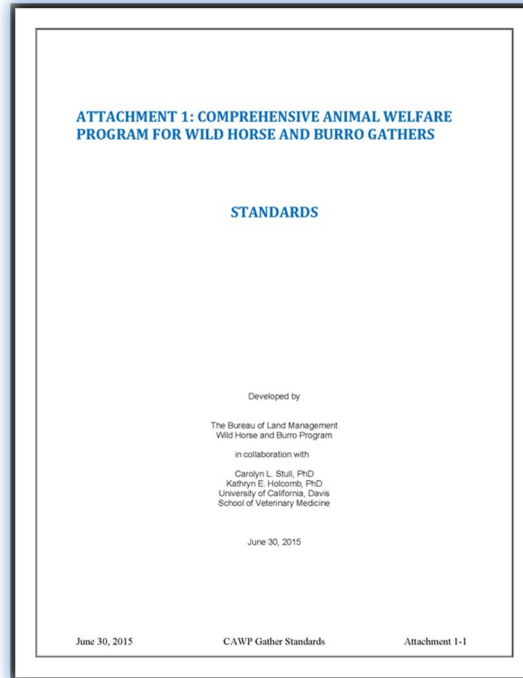 ATTACHMENT 1: COMPREHENSIVE ANIMAL WELFARE
PROGRAM FOR WILD HORSE AND BURRO GATHERS
STANDARDS
Developed by
The Bureau of Land Management
Wild Horse and Burro Program
in collaboration with
Carolyn L. Stull, PhD
Kathryn E. Holcomb, PhD
University of California, Davis
School of Veterinary Medicine
June 30, 2015
June 30, 2015 CAWP Gather Standards Attachment 1-1